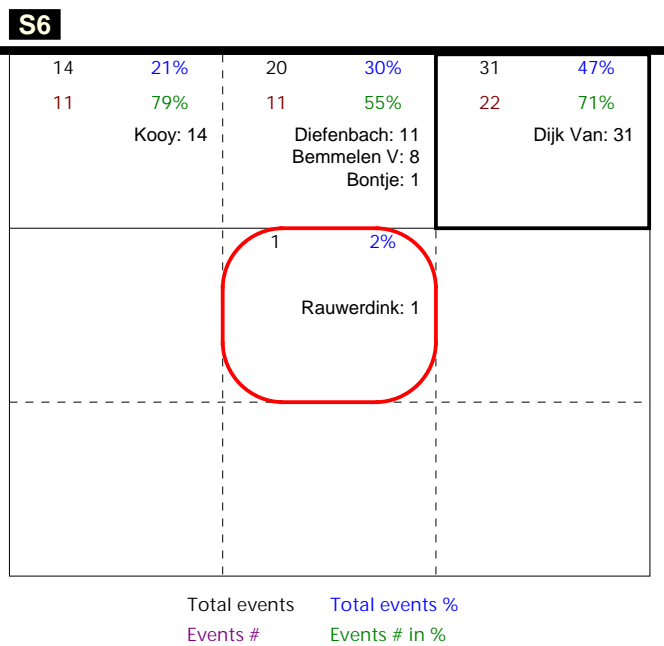 S6
14 21% 20 30% 31 47%
11 79% 11 55% 22 71%
Kooy: 14 Diefenbach: 11 Dijk Van: 31
Bemmelen V: 8
Bontje: 1
1 2%
Rauwerdink: 1
Total events Total events %
Events # Events # in %